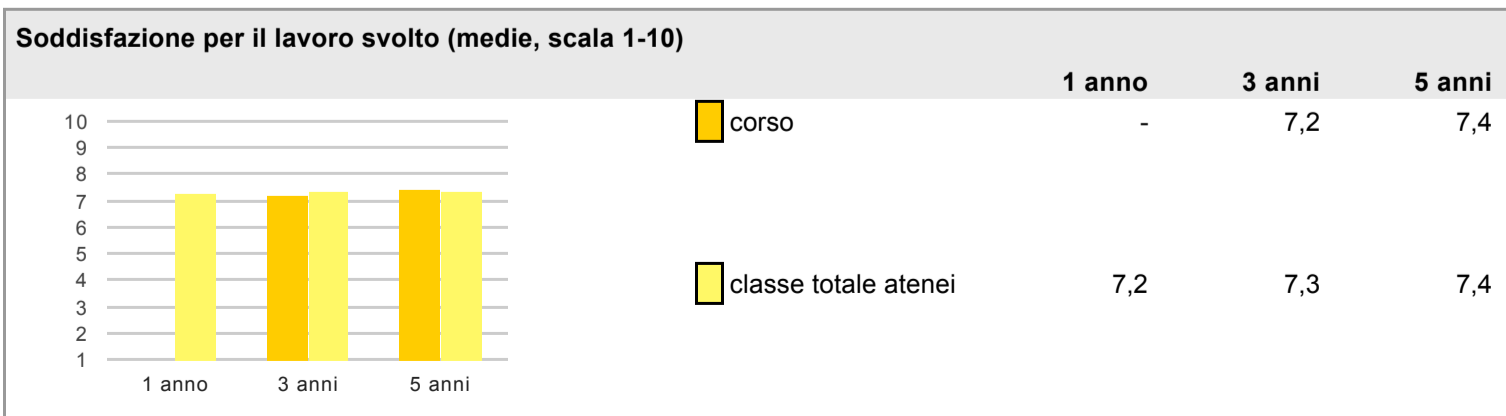 Soddisfazione per il lavoro svolto (medie, scala 1-10)
1 anno 3 anni 5 anni
corso - 7,2 7,4
classe totale atenei 7,2 7,3 7,4
10
9
8
7
6
5
4
3
2
1
1 anno 3 anni 5 anni